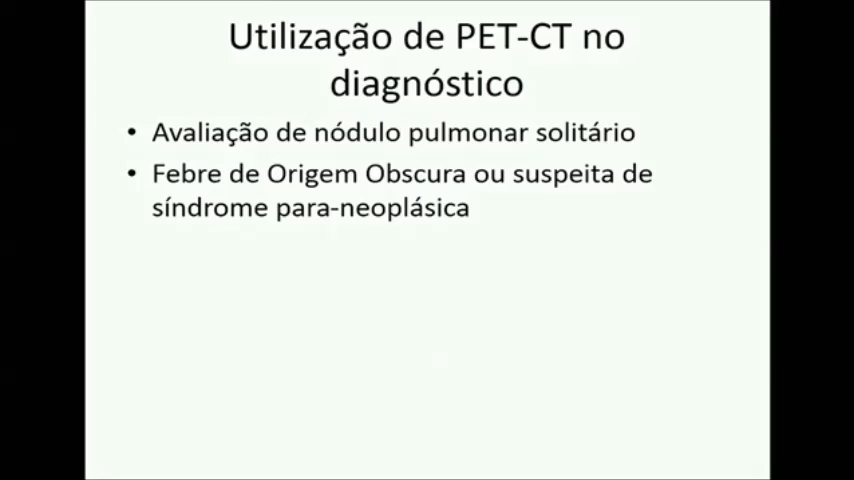 Utilização de PET-CT no
diagnóstico
• Avaliação de nódulo pulmonar solitário
• Febre de Origem Obscura ou suspeita de
síndrome para-neoplásica